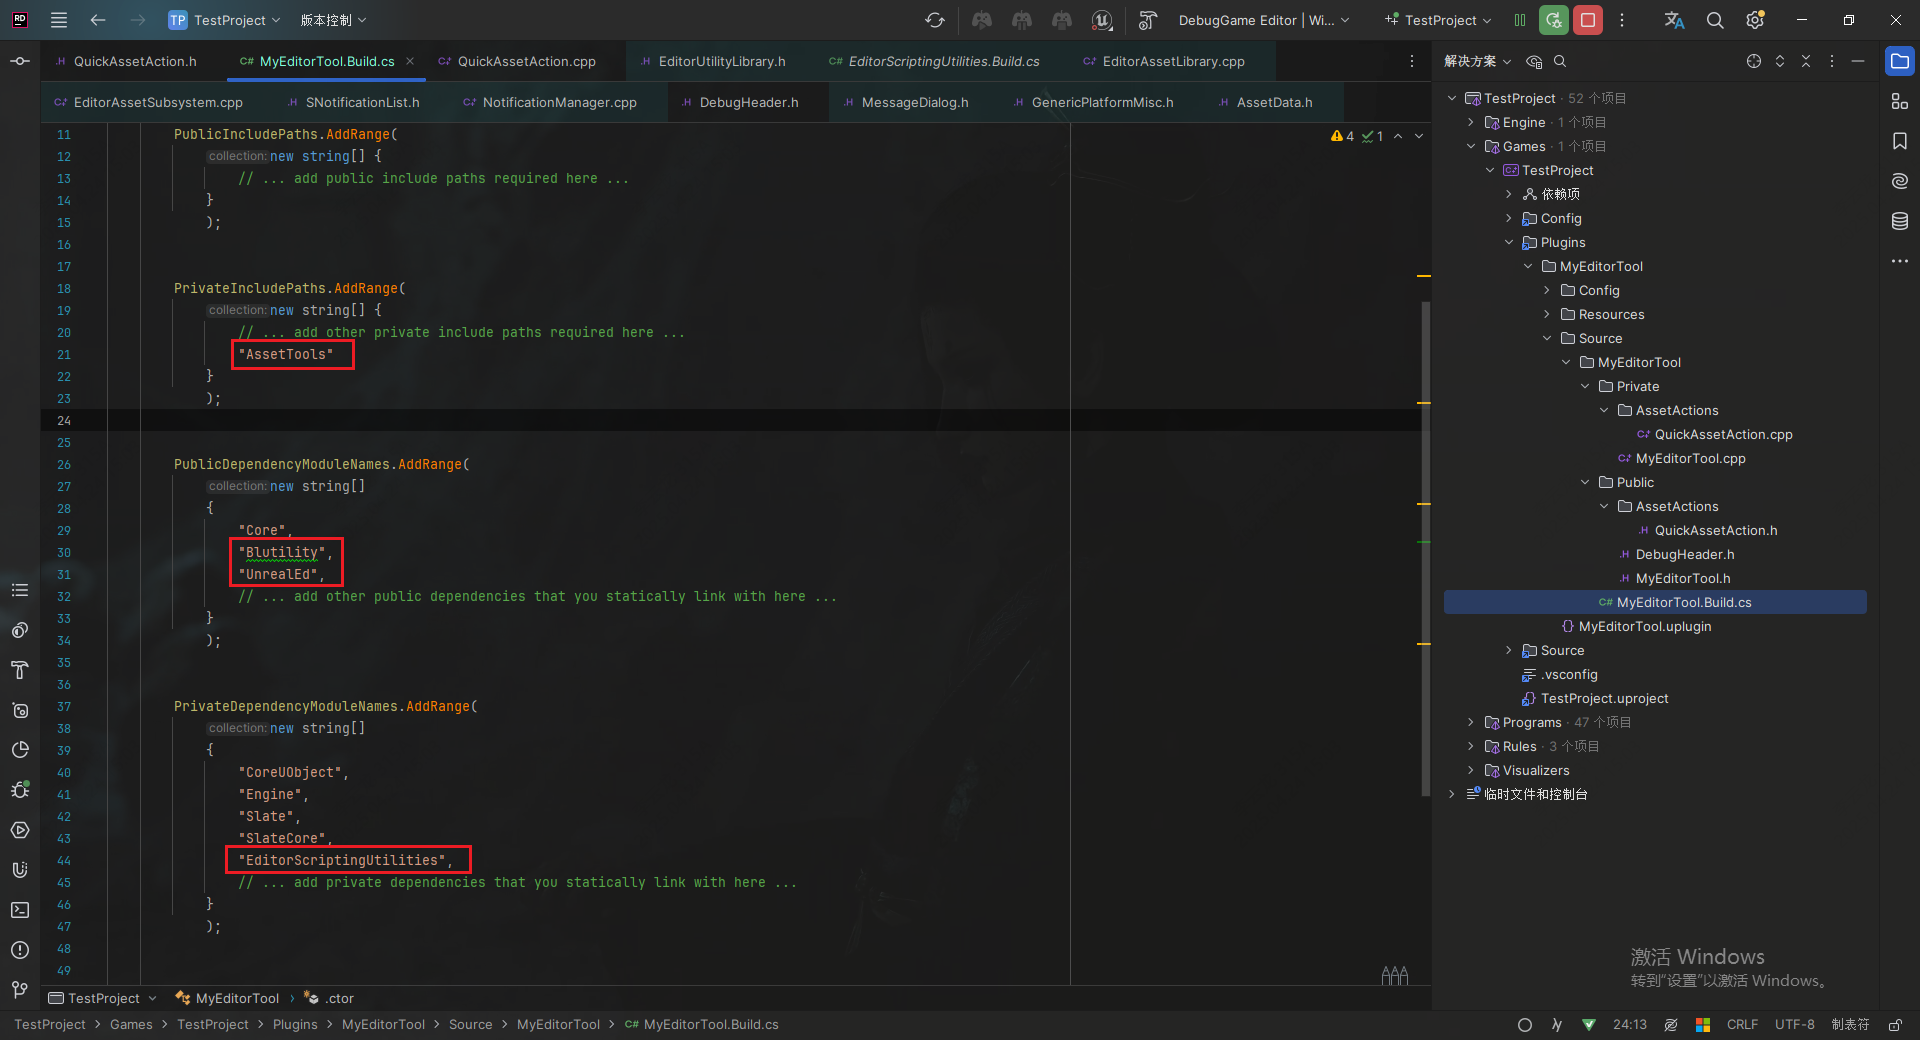 RD TP TestProject 版本控制 DebugGame Editor | Wi... TestProject
QuickAssetAction.h C# MyEditorTool.Build.cs QuickAssetAction.cpp EditorUtilityLibrary.h C# EditorScriptingUtilities.Build.cs EditorAssetLibrary.cpp
EditorAssetSubsystem.cpp SNotificationList.h NotificationManager.cpp DebugHeader.h MessageDialog.h GenericPlatformMisc.h AssetData.h
4 1
11 PublicIncludePaths.AddRange(
12 collection: new string[] {
13 // ... add public include paths required here ...
14 }
15 );
16
17
18 PrivateIncludePaths.AddRange(
19 collection: new string[] {
20 // ... add other private include paths required here ...
21 "AssetTools"
22 }
23 );
24
25
26 PublicDependencyModuleNames.AddRange(
27 collection: new string[]
28 {
29 "Core",
30 "Blutility",
31 "UnrealEd",
32 // ... add other public dependencies that you statically link with here ...
33 }
34 );
35
36
37 PrivateDependencyModuleNames.AddRange(
38 collection: new string[]
39 {
40 "CoreUObject",
41 "Engine",
42 "Slate",
43 "SlateCore",
44 "EditorScriptingUtilities",
45 // ... add private dependencies that you statically link with here ...
46 }
47 );
48
49
解决方案
TestProject · 52 个项目
Engine · 1 个项目
Games · 1 个项目
TestProject
依赖项
Config
Plugins
MyEditorTool
Config
Resources
Source
MyEditorTool
Private
AssetActions
QuickAssetAction.cpp
MyEditorTool.cpp
Public
AssetActions
QuickAssetAction.h
DebugHeader.h
MyEditorTool.h
C# MyEditorTool.Build.cs
MyEditorTool.uplugin
Source
.vsconfig
TestProject.uproject
Programs · 47 个项目
Rules · 3 个项目
Visualizers
临时文件和控制台
激活 Windows
转到“设置”以激活 Windows。
TestProject MyEditorTool › .ctor
TestProject > Games > TestProject > Plugins > MyEditorTool > Source > MyEditorTool > C# MyEditorTool.Build.cs 24:13 CRLF UTF-8 制表符